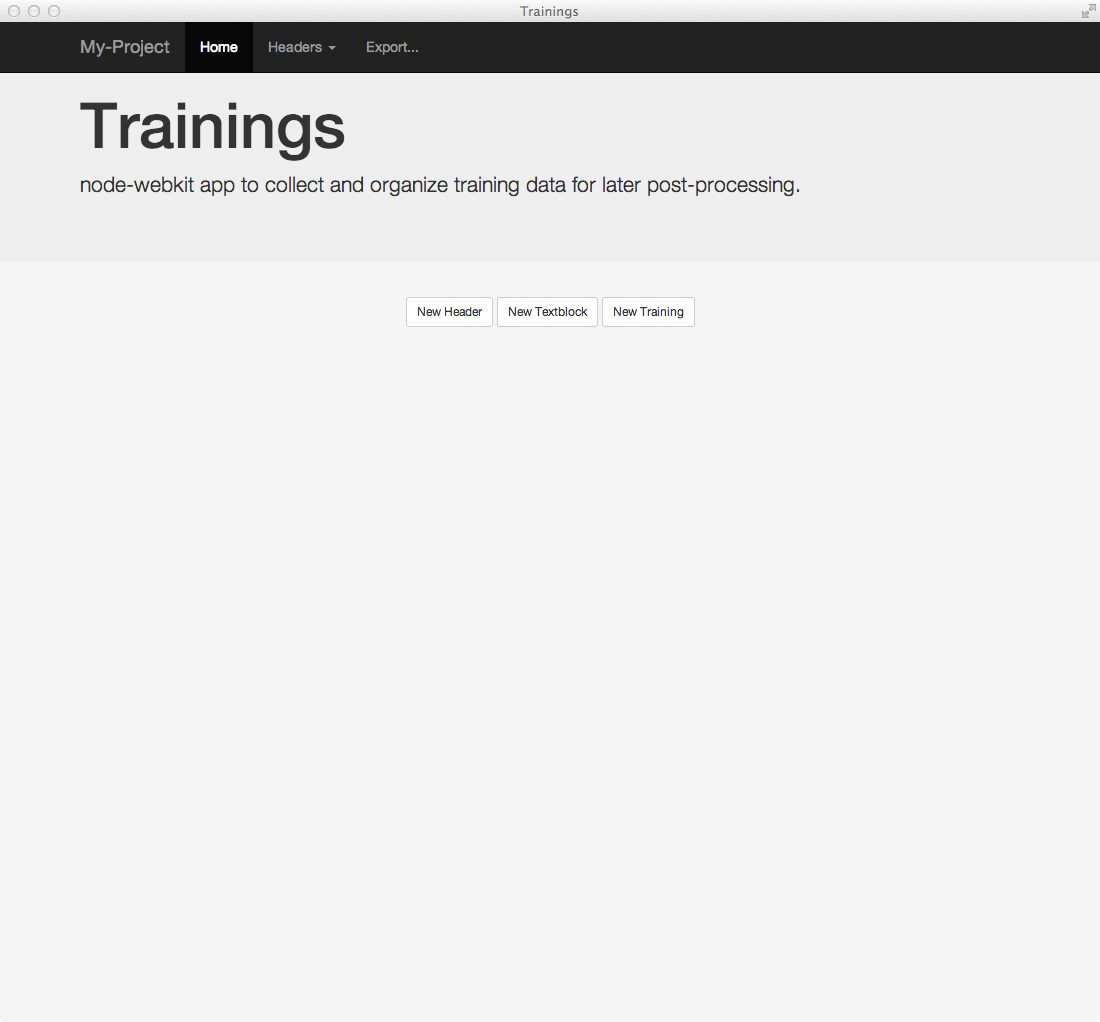 Trainings
My-Project Home Headers Export...
Trainings
node-webkit app to collect and organize training data for later post-processing.
New Header New Textblock New Training